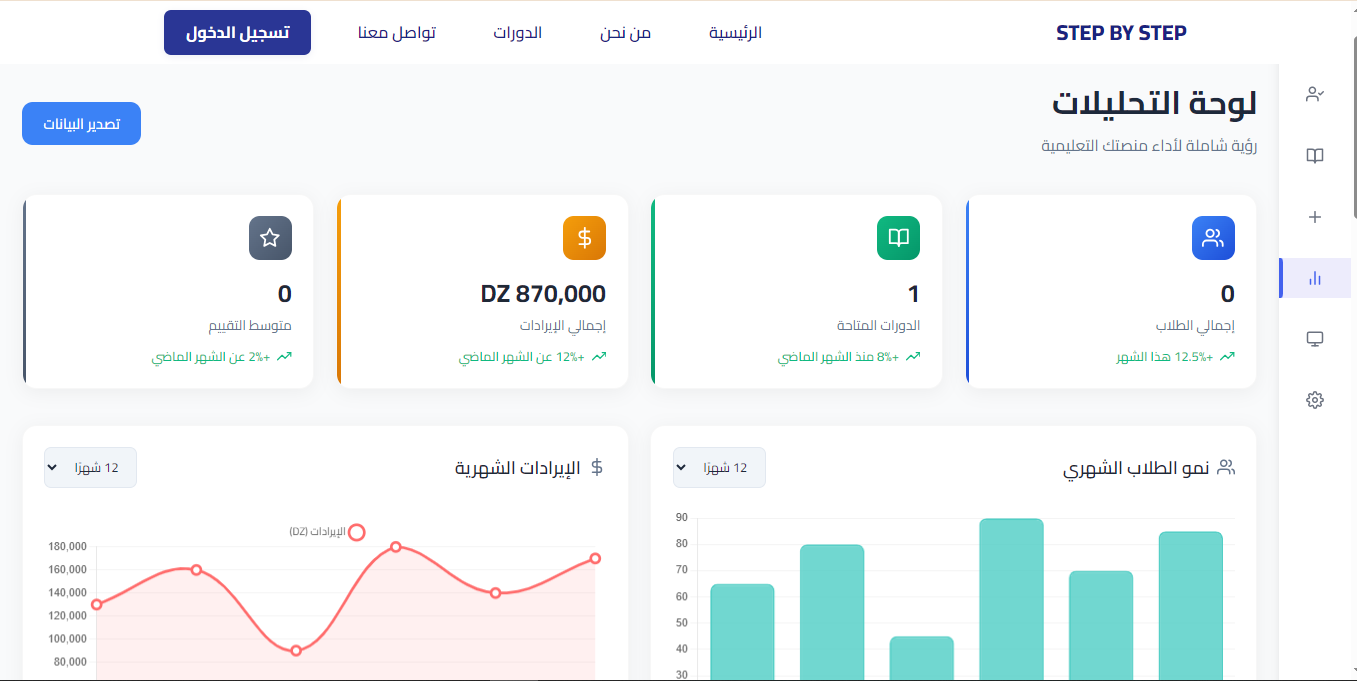 STEP BY STEP
الرئيسية
من نحن
الدورات
تواصل معنا
تسجيل الدخول
لوحة التحليلات
رؤية شاملة لأداء منصتك التعليمية
تصدير البيانات
0
إجمالي الطلاب
+12.5% هذا الشهر
1
الدورات المتاحة
+8% منذ الشهر الماضي
DZ 870,000
إجمالي الإيرادات
+12% عن الشهر الماضي
0
متوسط التقييم
+2% عن الشهر الماضي
نمو الطلاب الشهري
12 شهرًا
90
80
70
60
50
40
30
الإيرادات الشهرية
12 شهرًا
الإيرادات (DZ)
180,000
160,000
140,000
120,000
100,000
80,000